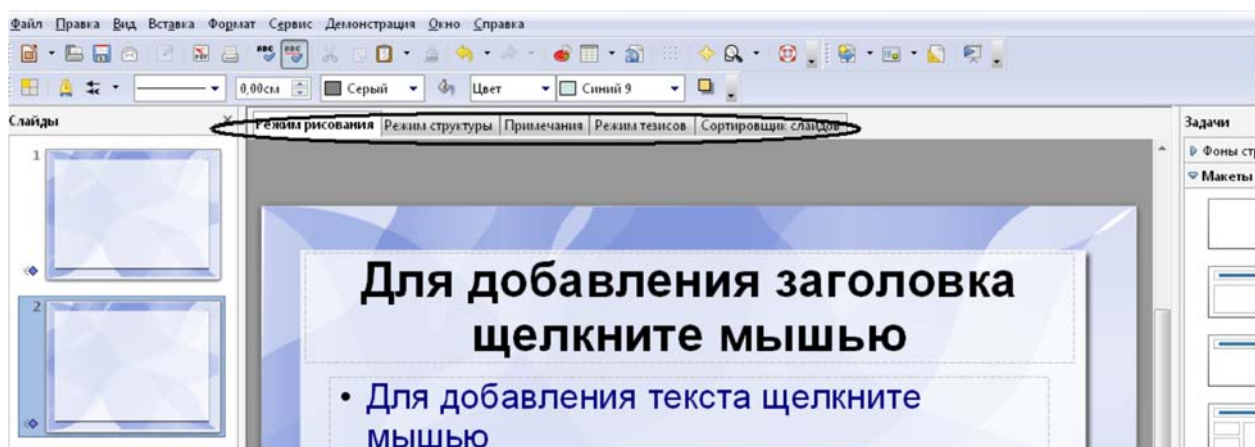 Файл Правка Вид Вставка Формат Сервис Демонстрация Окно Справка
0,00см Серый Цвет Синий 9
Слайды
Режим рисования Режим структуры Примечания Режим тезисов Сортировщик слайдов
Задачи
Фоны ст
Макеты
1
2
Для добавления заголовка
щелкните мышью
• Для добавления текста щелкните
мышью